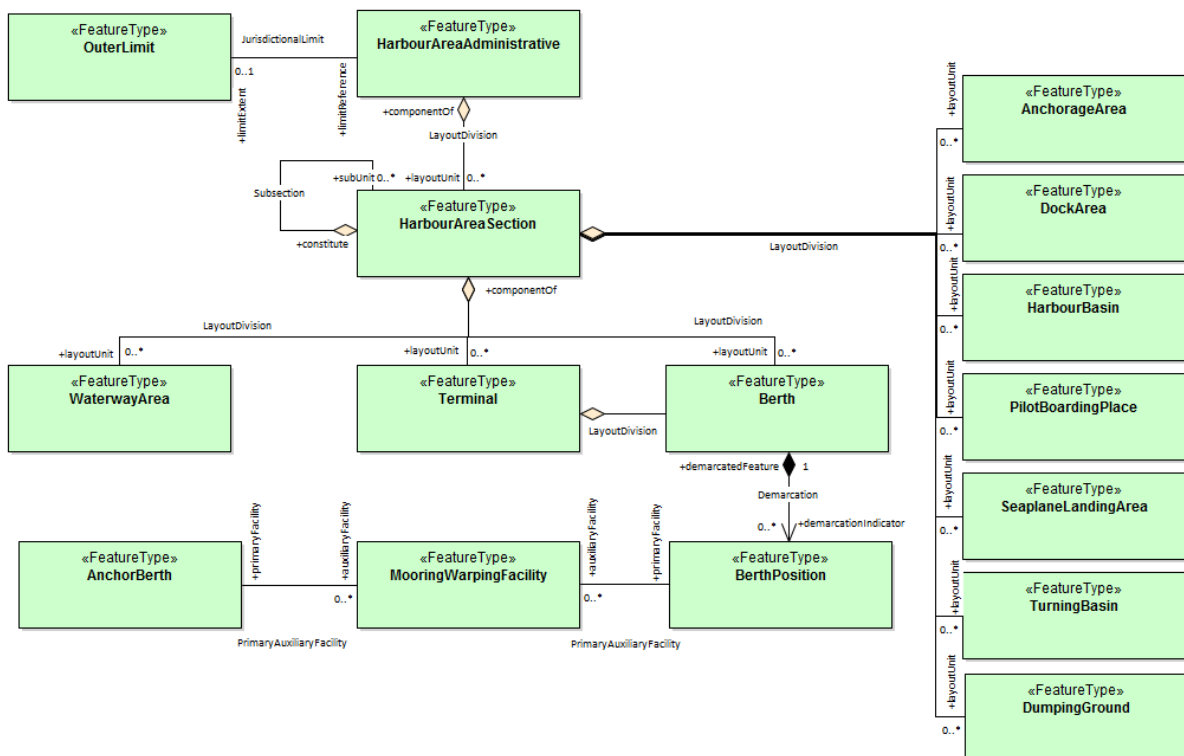 «FeatureType»
OuterLimit
JurisdictionalLimit
0..1
+limitExtent
+limitReference
«FeatureType»
HarbourAreaAdministrative
+componentOf
LayoutDivision
+subUnit 0..*
+layoutUnit 0..*
Subsection
+constitute
«FeatureType»
HarbourAreaSection
LayoutDivision
+componentOf
LayoutDivision
LayoutDivision
+layoutUnit
0..*
+layoutUnit
0..*
+layoutUnit
0..*
«FeatureType»
WaterwayArea
«FeatureType»
Terminal
LayoutDivision
«FeatureType»
Berth
+demarcatedFeature
1
Demarcation
0..*
+demarcationIndicator
«FeatureType»
AnchorBerth
+primaryFacility
+auxiliaryFacility
0..*
PrimaryAuxiliaryFacility
«FeatureType»
MooringWarpingFacility
+auxiliaryFacility
+primaryFacility
0..*
PrimaryAuxiliaryFacility
«FeatureType»
BerthPosition
+layoutUnit
0..*
«FeatureType»
AnchorageArea
+layoutUnit
0..*
«FeatureType»
DockArea
+layoutUnit
0..*
«FeatureType»
HarbourBasin
+layoutUnit
0..*
«FeatureType»
PilotBoardingPlace
+layoutUnit
0..*
«FeatureType»
SeaplaneLandingArea
+layoutUnit
0..*
«FeatureType»
TurningBasin
+layoutUnit
0..*
«FeatureType»
DumpingGround